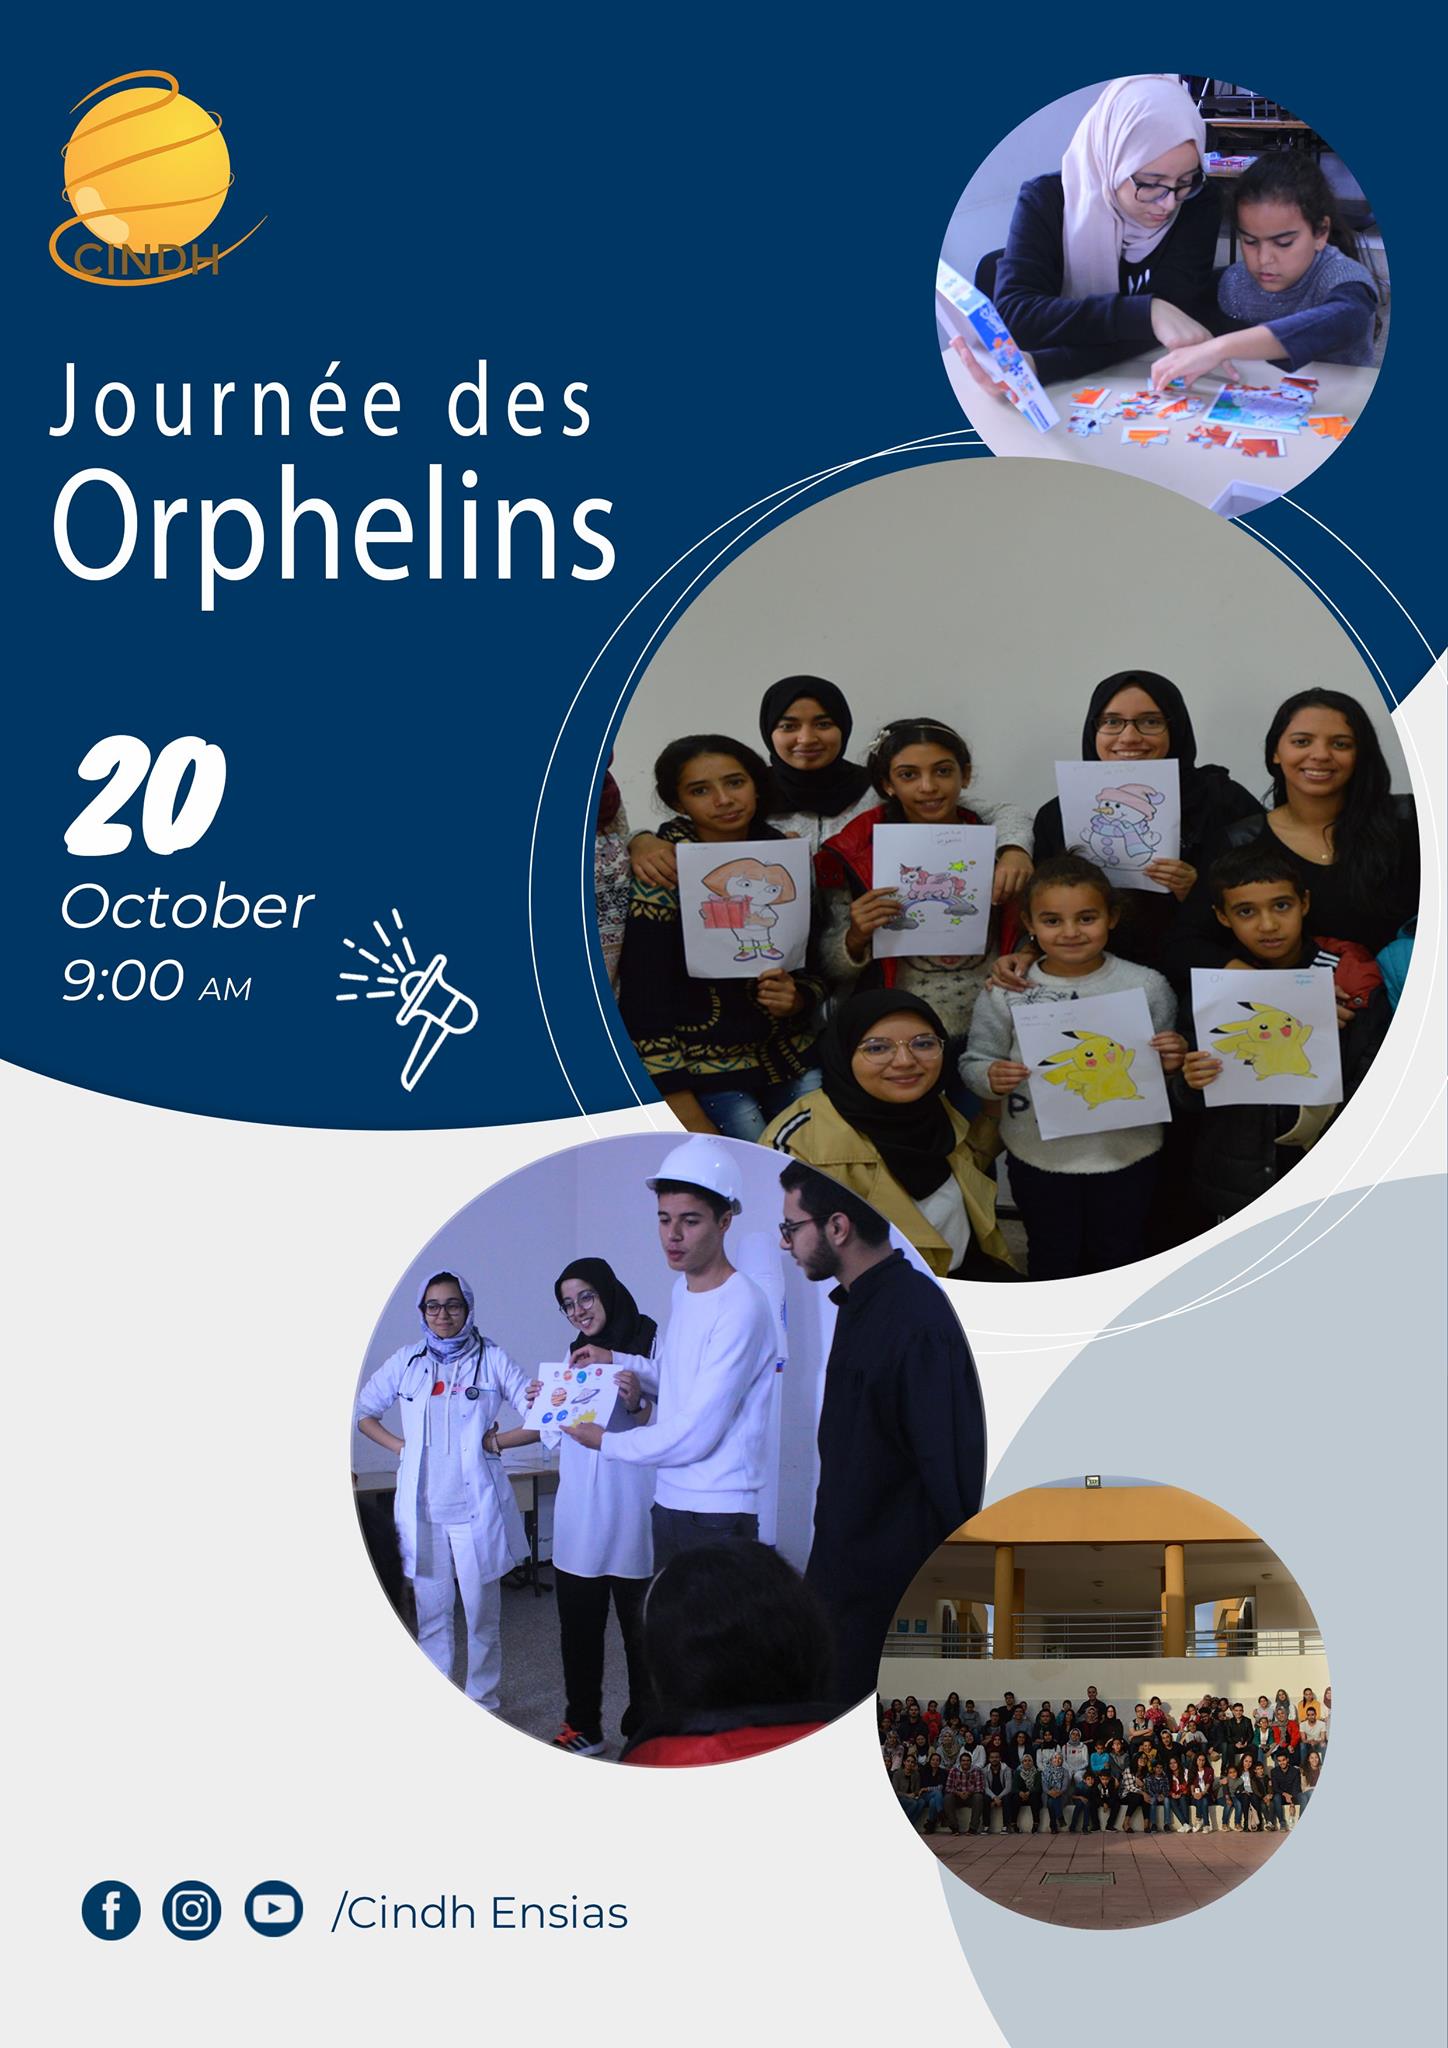 CINDH
Journée des
Orphelins
20
October
9:00 AM
/Cindh Ensias